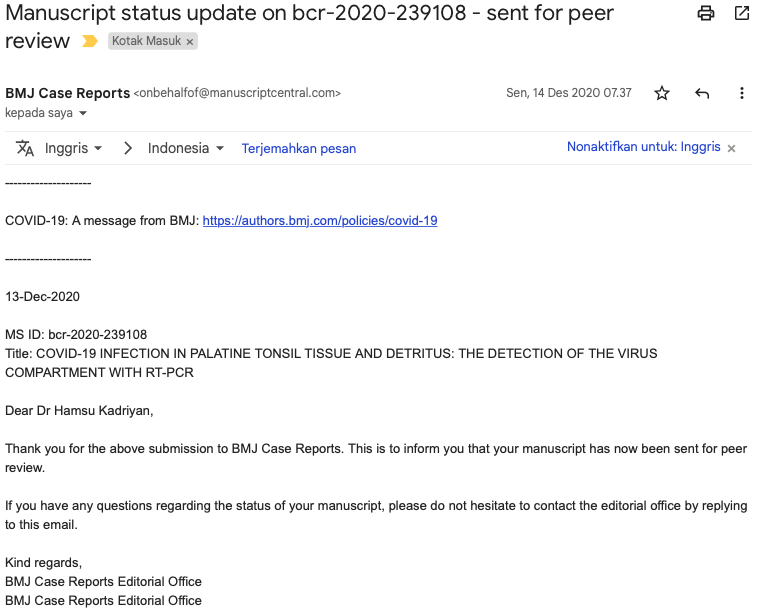 Manuscript status update on bcr-2020-239108 - sent for peer
review Kotak Masuk ×
BMJ Case Reports <onbehalfof@manuscriptcentral.com> Sen, 14 Des 2020 07.37
kepada saya
Inggris > Indonesia Terjemahkan pesan Nonaktifkan untuk: Inggris ×
--------------------
COVID-19: A message from BMJ: https://authors.bmj.com/policies/covid-19
--------------------
13-Dec-2020
MS ID: bcr-2020-239108
Title: COVID-19 INFECTION IN PALATINE TONSIL TISSUE AND DETRITUS: THE DETECTION OF THE VIRUS
COMPARTMENT WITH RT-PCR
Dear Dr Hamsu Kadriyan,
Thank you for the above submission to BMJ Case Reports. This is to inform you that your manuscript has now been sent for peer
review.
If you have any questions regarding the status of your manuscript, please do not hesitate to contact the editorial office by replying
to this email.
Kind regards,
BMJ Case Reports Editorial Office
BMJ Case Reports Editorial Office